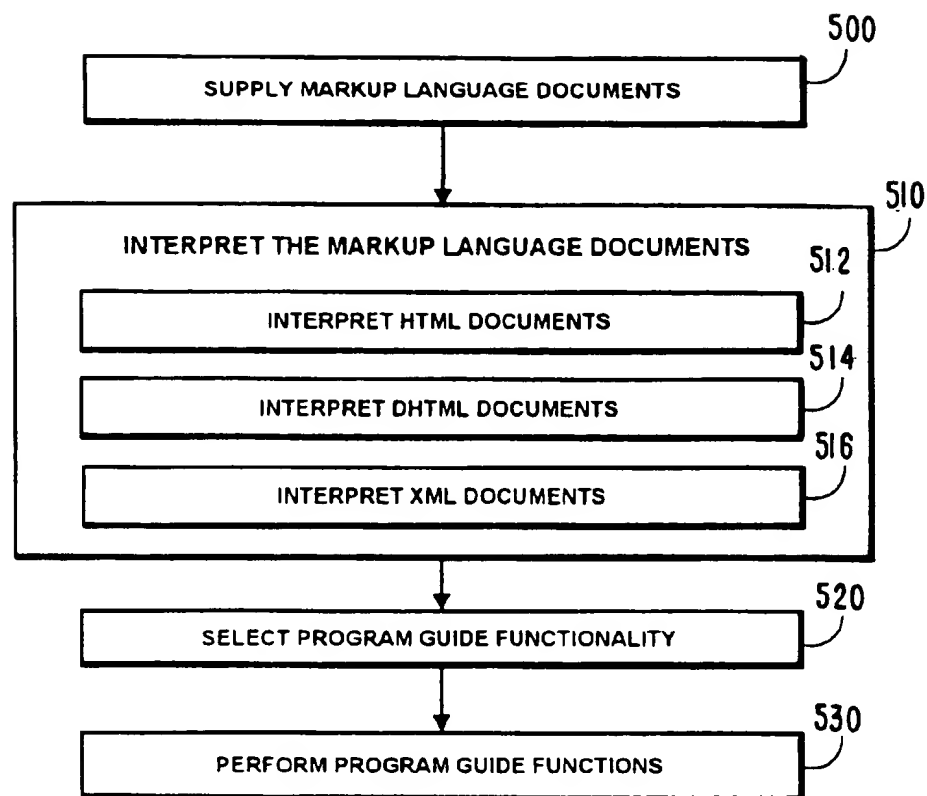 500
SUPPLY MARKUP LANGUAGE DOCUMENTS
510
INTERPRET THE MARKUP LANGUAGE DOCUMENTS
512
INTERPRET HTML DOCUMENTS
514
INTERPRET DHTML DOCUMENTS
516
INTERPRET XML DOCUMENTS
520
SELECT PROGRAM GUIDE FUNCTIONALITY
530
PERFORM PROGRAM GUIDE FUNCTIONS